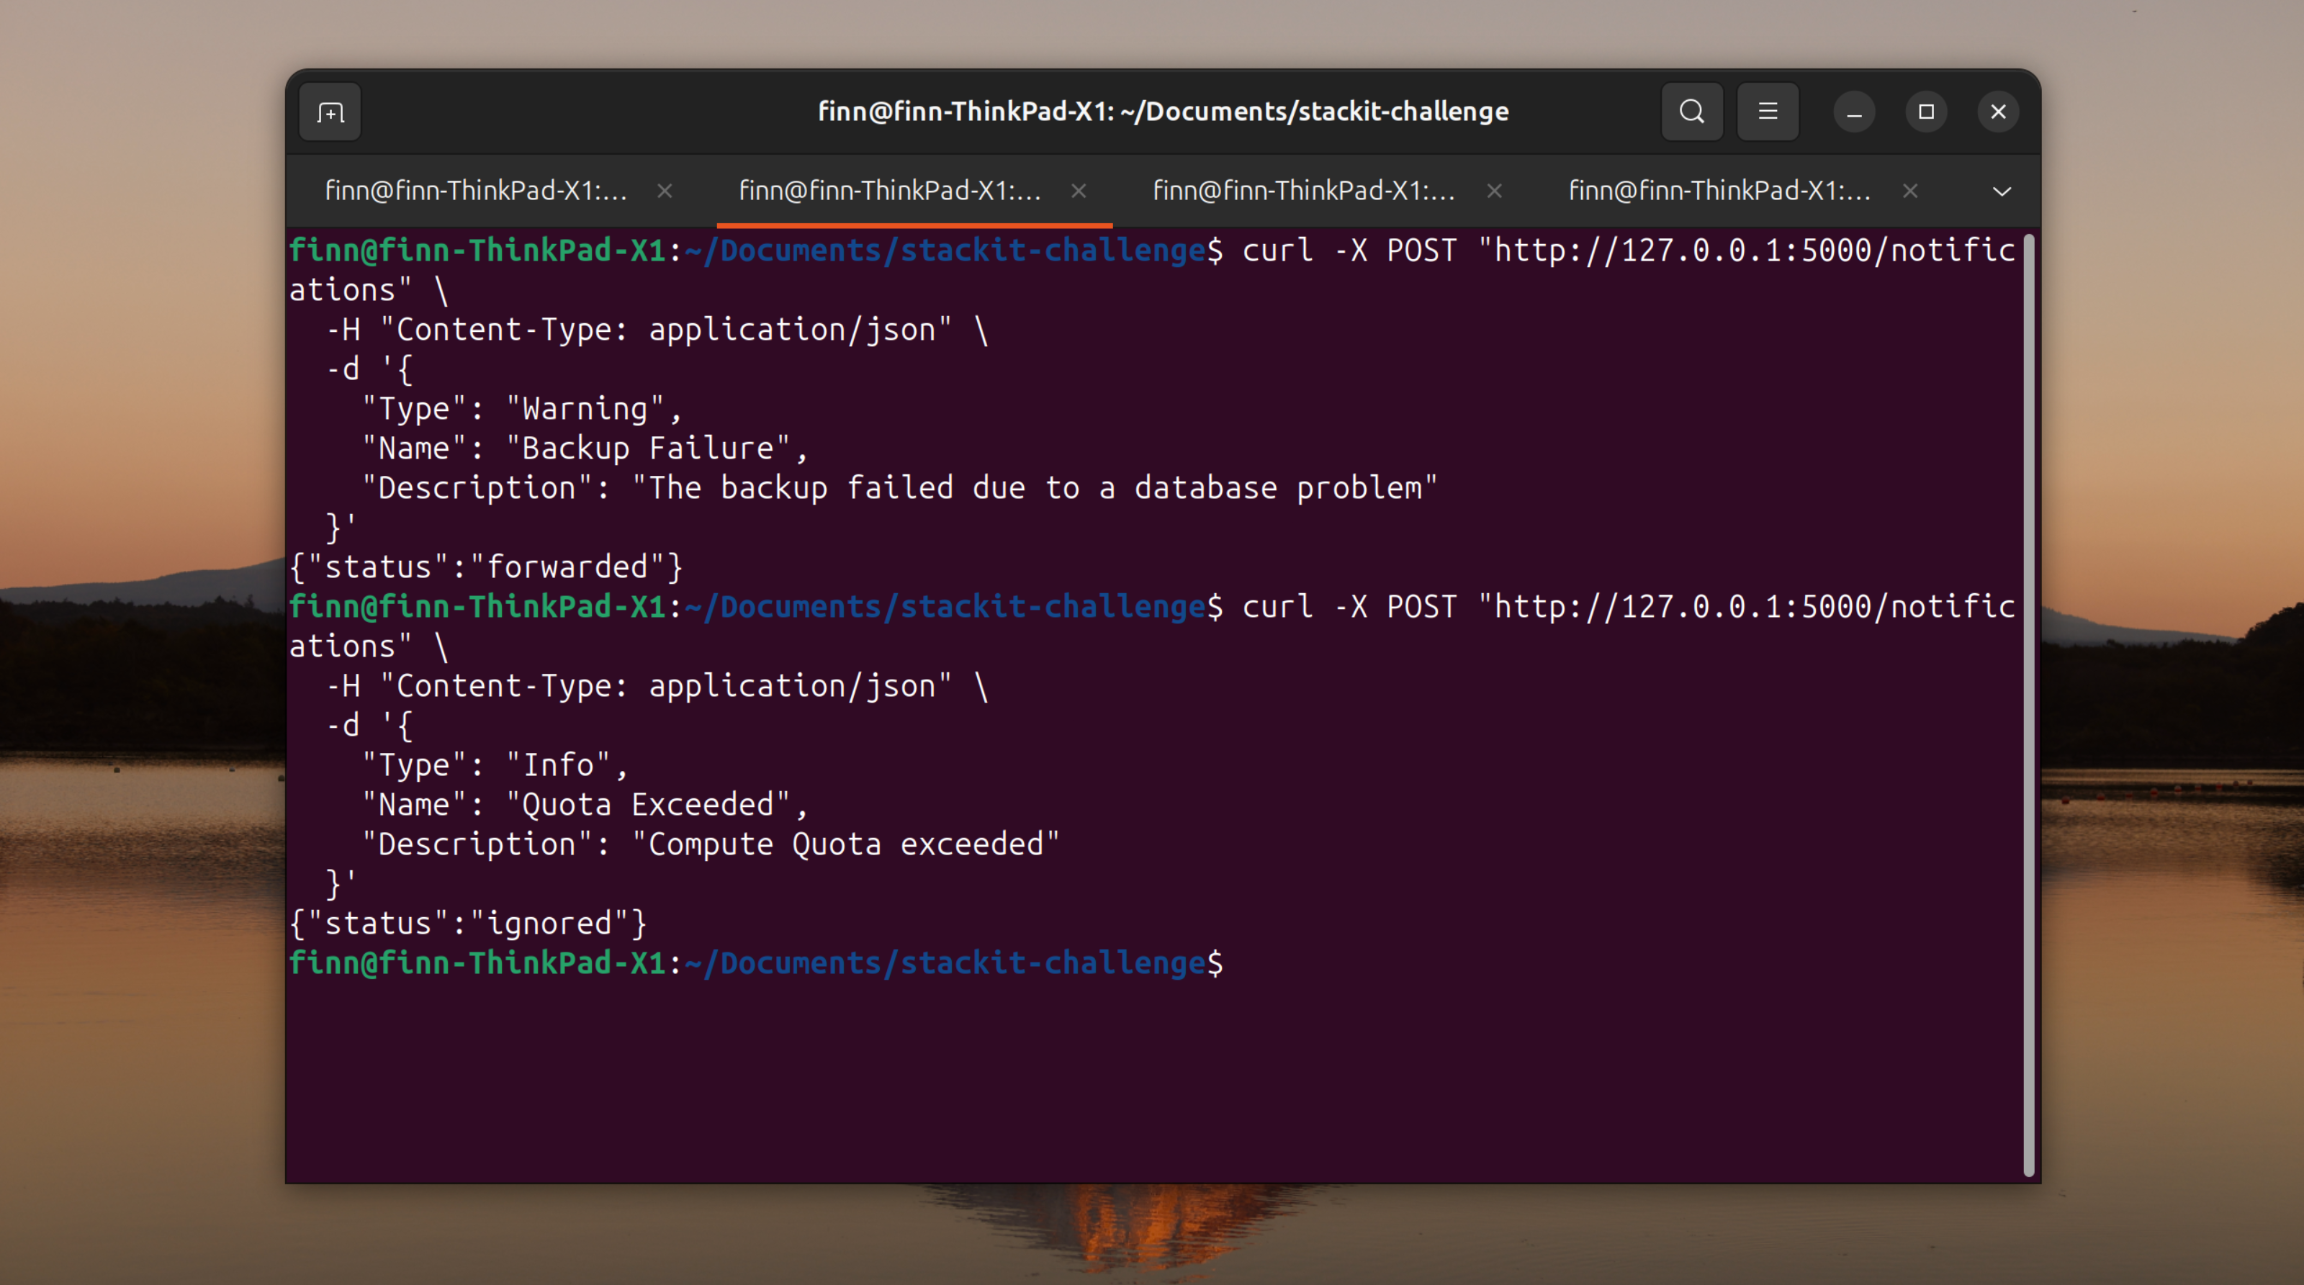 finn@finn-ThinkPad-X1: ~/Documents/stackit-challenge
finn@finn-ThinkPad-X1:... finn@finn-ThinkPad-X1:... finn@finn-ThinkPad-X1:... finn@finn-ThinkPad-X1:...
finn@finn-ThinkPad-X1:~/Documents/stackit-challenge$ curl -X POST "http://127.0.0.1:5000/notific
ations" \
  -H "Content-Type: application/json" \
  -d '{
    "Type": "Warning",
    "Name": "Backup Failure",
    "Description": "The backup failed due to a database problem"
  }'
{"status":"forwarded"}
finn@finn-ThinkPad-X1:~/Documents/stackit-challenge$ curl -X POST "http://127.0.0.1:5000/notific
ations" \
  -H "Content-Type: application/json" \
  -d '{
    "Type": "Info",
    "Name": "Quota Exceeded",
    "Description": "Compute Quota exceeded"
  }'
{"status":"ignored"}
finn@finn-ThinkPad-X1:~/Documents/stackit-challenge$